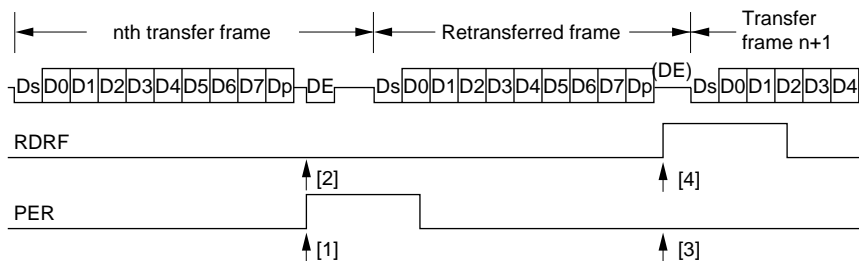 nth transfer frame
Retransferred frame
Transfer
frame n+1
Ds D0 D1 D2 D3 D4 D5 D6 D7 Dp DE Ds D0 D1 D2 D3 D4 D5 D6 D7 Dp (DE) Ds D0 D1 D2 D3 D4
RDRF
[2]
[4]
PER
[1]
[3]